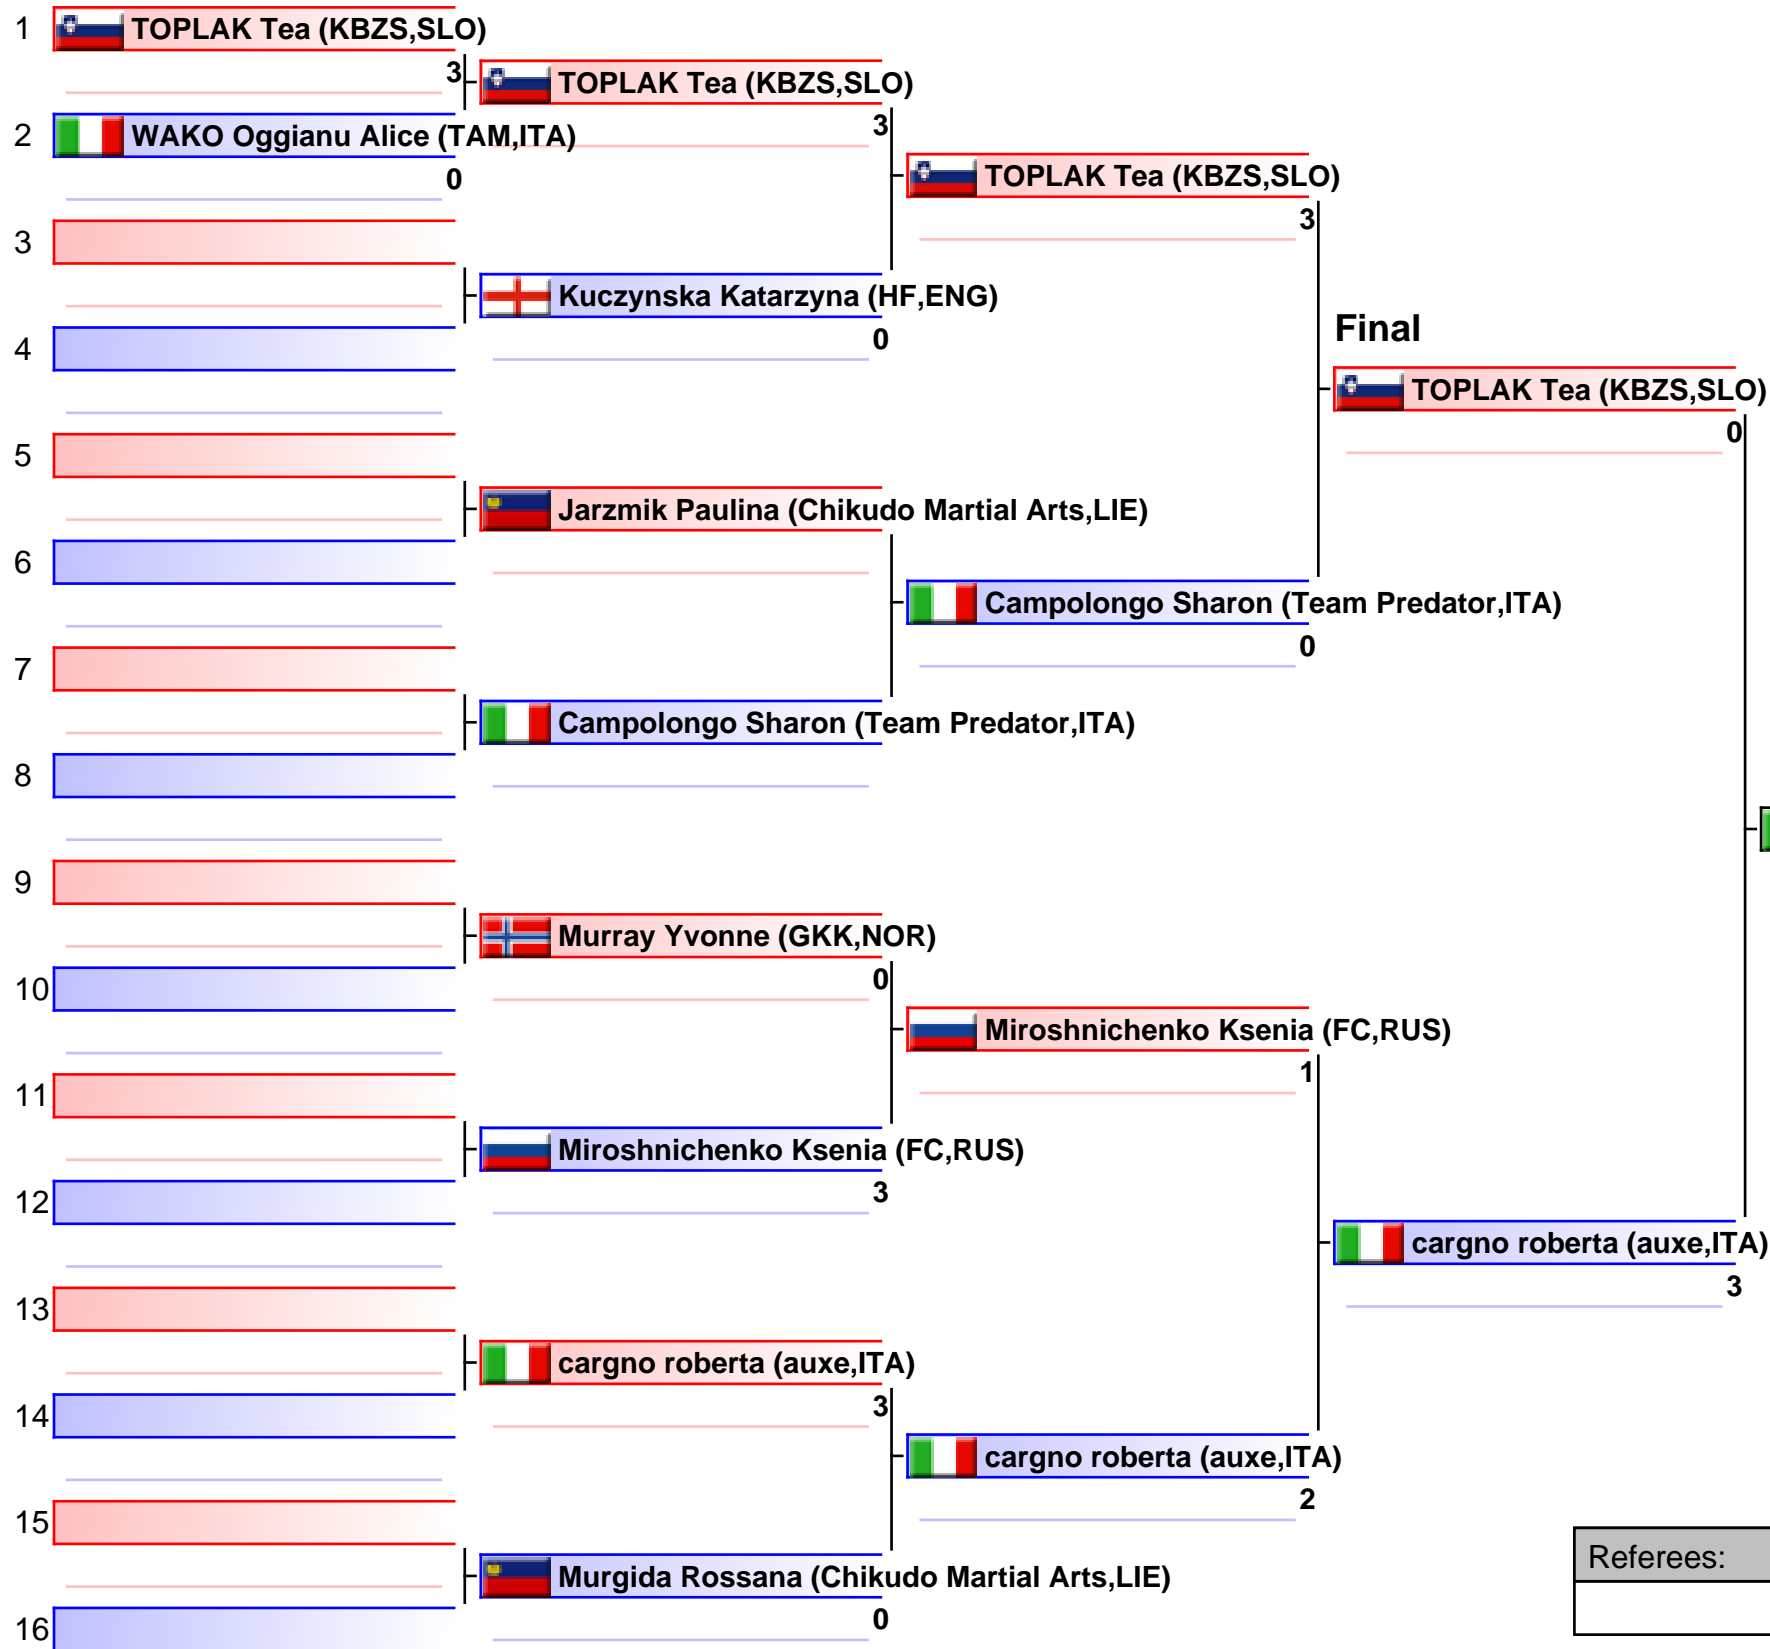 1 TOPLAK Tea (KBZS,SLO)
3 TOPLAK Tea (KBZS,SLO)
2 WAKO Oggianu Alice (TAM,ITA) 3
0 TOPLAK Tea (KBZS,SLO)
3 3
Kuczynska Katarzyna (HF,ENG)
4 0 Final
TOPLAK Tea (KBZS,SLO)
5 0
Jarzmik Paulina (Chikudo Martial Arts,LIE)
6
Campolongo Sharon (Team Predator,ITA)
7 0
Campolongo Sharon (Team Predator,ITA)
8
9
Murray Yvonne (GKK,NOR)
10 0
Miroshnichenko Ksenia (FC,RUS)
11 1
Miroshnichenko Ksenia (FC,RUS)
12 3
cargno roberta (auxe,ITA)
13 3
cargno roberta (auxe,ITA)
14 3
cargno roberta (auxe,ITA)
15 2
Referees:
Murgida Rossana (Chikudo Martial Arts,LIE)
16 0